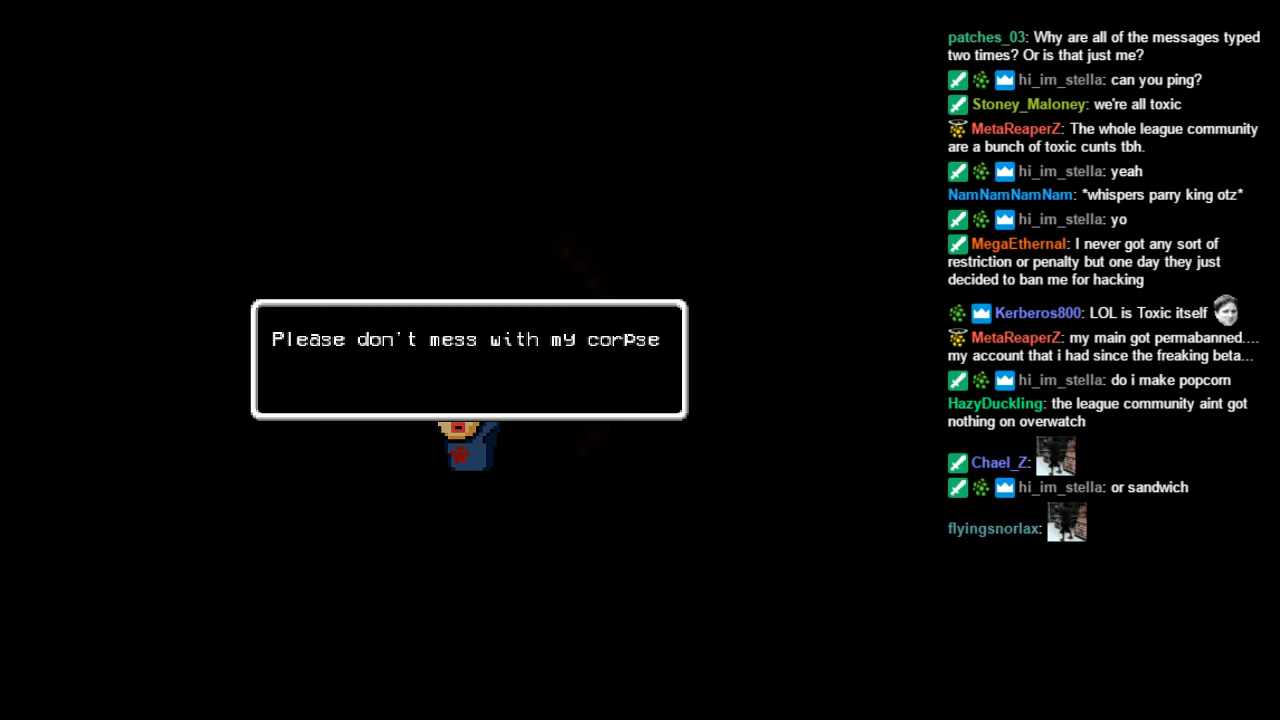 Please don't mess with my corpse
patches_03: Why are all of the messages typed
two times? Or is that just me?
hi_im_stella: can you ping?
Stoney_Maloney: we're all toxic
MetaReaperZ: The whole league community
are a bunch of toxic cunts tbh.
hi_im_stella: yeah
NamNamNamNam: *whispers parry king otz*
hi_im_stella: yo
MegaEthernal: I never got any sort of
restriction or penalty but one day they just
decided to ban me for hacking
Kerberos800: LOL is Toxic itself
MetaReaperZ: my main got permabanned....
my account that i had since the freaking beta...
hi_im_stella: do i make popcorn
HazyDuckling: the league community aint got
nothing on overwatch
Chael_Z:
hi_im_stella: or sandwich
flyingsnorlax: